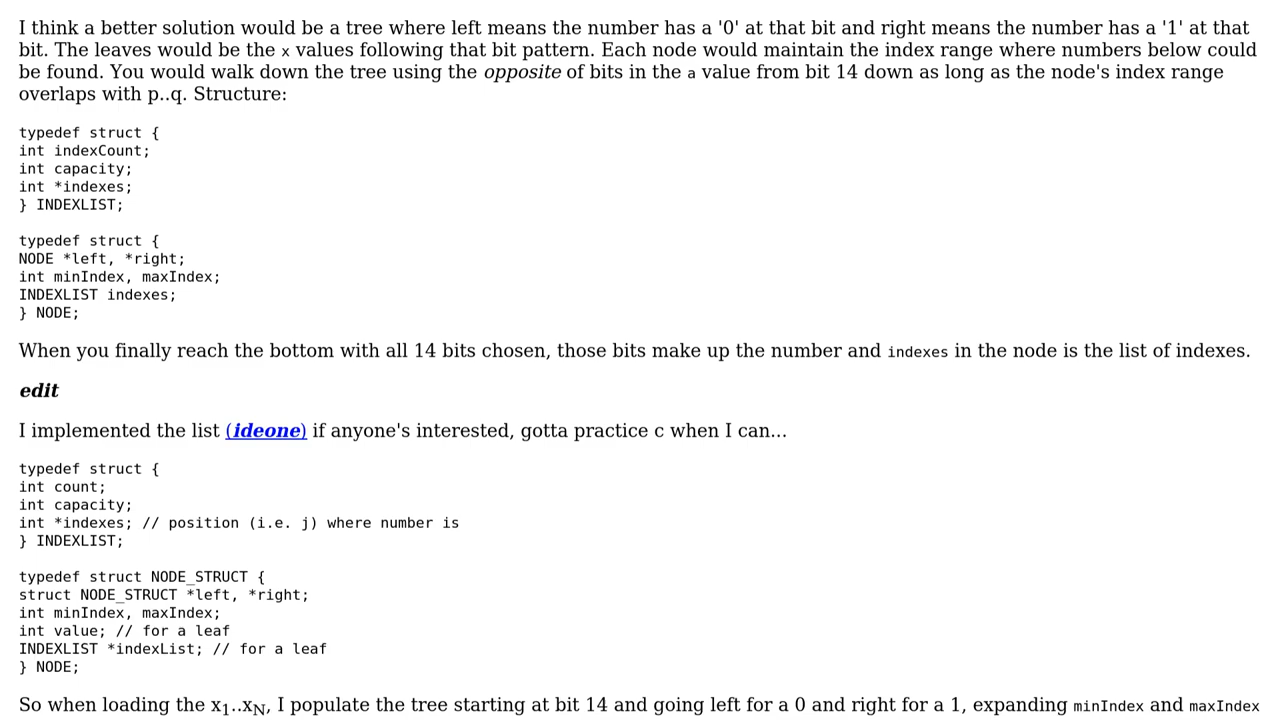 I think a better solution would be a tree where left means the number has a '0' at that bit and right means the number has a '1' at that
bit. The leaves would be the x values following that bit pattern. Each node would maintain the index range where numbers below could
be found. You would walk down the tree using the opposite of bits in the a value from bit 14 down as long as the node's index range
overlaps with p..q. Structure:
typedef struct {
int indexCount;
int capacity;
int *indexes;
} INDEXLIST;
typedef struct {
NODE *left, *right;
int minIndex, maxIndex;
INDEXLIST indexes;
} NODE;
When you finally reach the bottom with all 14 bits chosen, those bits make up the number and indexes in the node is the list of indexes.
edit
I implemented the list (ideone) if anyone's interested, gotta practice c when I can...
typedef struct {
int count;
int capacity;
int *indexes; // position (i.e. j) where number is
} INDEXLIST;
typedef struct NODE_STRUCT {
struct NODE_STRUCT *left, *right;
int minIndex, maxIndex;
int value; // for a leaf
INDEXLIST *indexList; // for a leaf
} NODE;
So when loading the x1..xN, I populate the tree starting at bit 14 and going left for a 0 and right for a 1, expanding minIndex and maxIndex